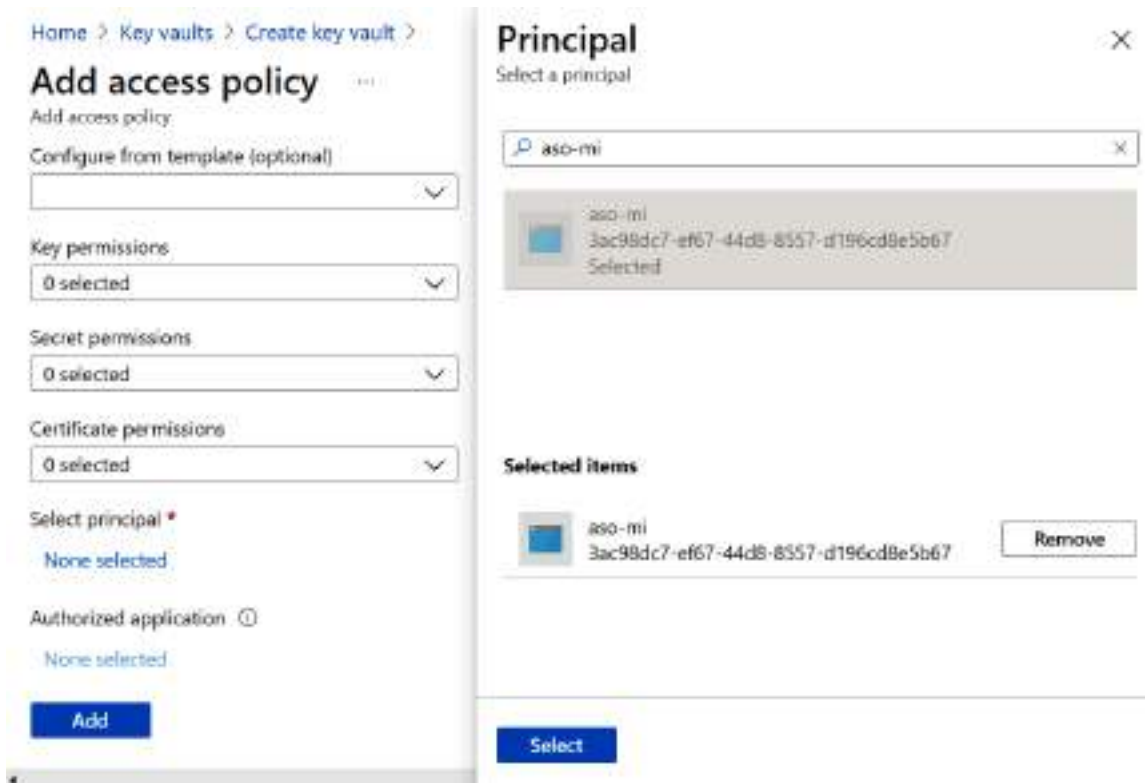 Home > Key vaults > Create key vault >
Add access policy ...
Add access policy
Configure from template (optional)
Key permissions
0 selected
Secret permissions
0 selected
Certificate permissions
0 selected
Select principal *
None selected
Authorized application
None selected
Add
Principal
Select a principal
aso-mi
aso-mi
3ac98dc7-ef67-44d8-8557-d196cd8e5b67
Selected
Selected items
aso-mi
3ac98dc7-ef67-44d8-8557-d196cd8e5b67
Remove
Select